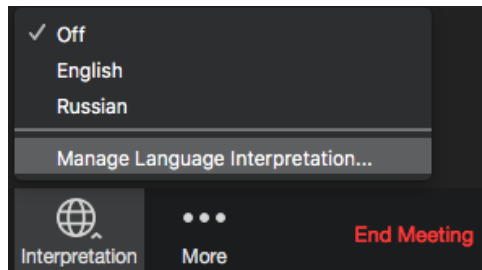 Off
English
Russian
Manage Language Interpretation...
Interpretation
More
End Meeting